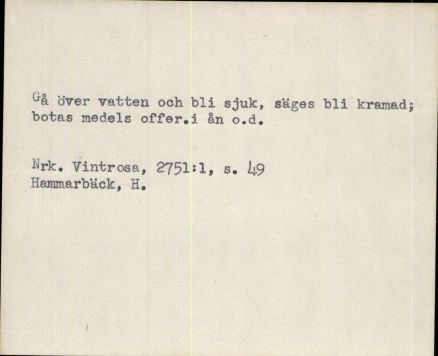 Gå över vatten och bli sjuk, säges bli kramad;
botas medels offer.i ån o.d.
Nrk. Vintrosa, 2751:1, s. 49
Hammarbäck, H.